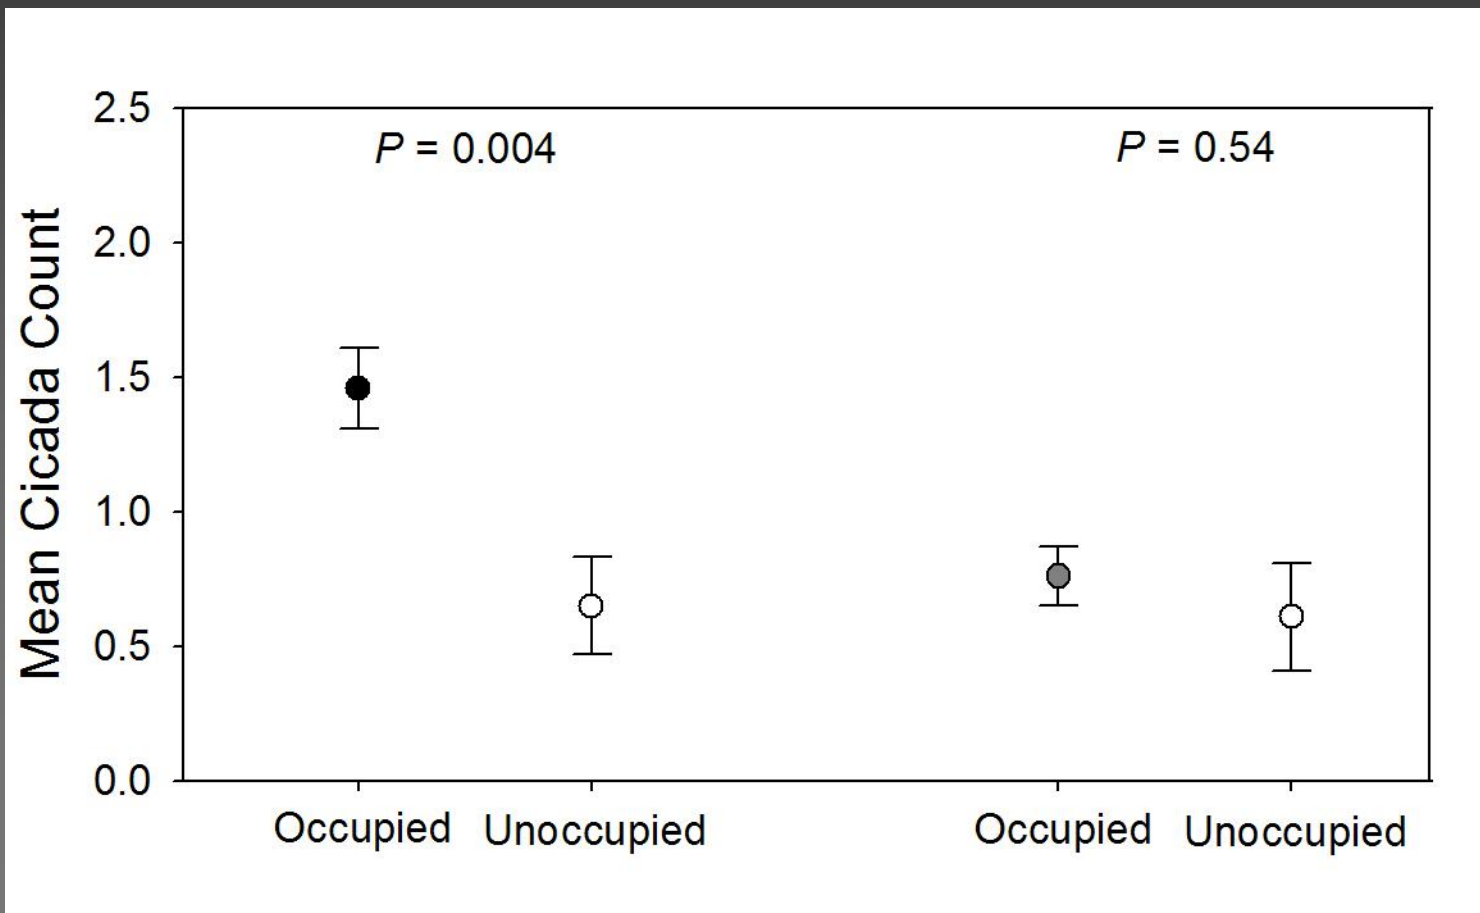 Mean Cicada Count
2.5
2.0
1.5
1.0
0.5
0.0
P = 0.004
P = 0.54
Occupied
Unoccupied
Occupied
Unoccupied